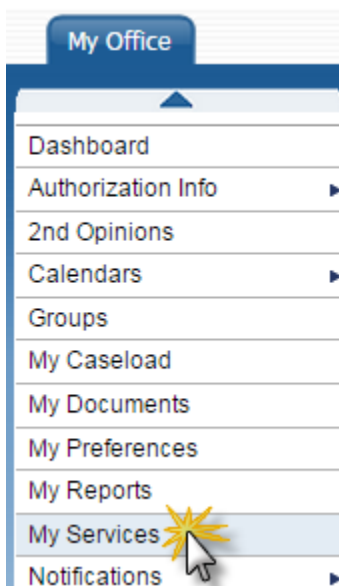 My Office
Dashboard
Authorization Info
2nd Opinions
Calendars
Groups
My Caseload
My Documents
My Preferences
My Reports
My Services
Notifications